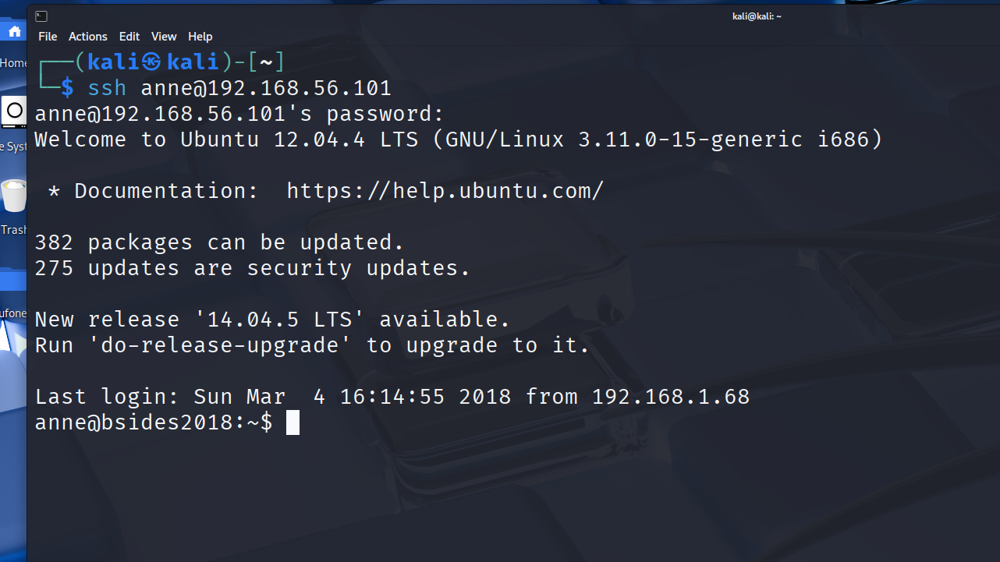 kali@kali: ~
File Actions Edit View Help
┌──(kali㉿kali)-[~]
└─$ ssh anne@192.168.56.101
anne@192.168.56.101's password:
Welcome to Ubuntu 12.04.4 LTS (GNU/Linux 3.11.0-15-generic i686)
* Documentation:  https://help.ubuntu.com/
382 packages can be updated.
275 updates are security updates.
New release '14.04.5 LTS' available.
Run 'do-release-upgrade' to upgrade to it.
Last login: Sun Mar  4 16:14:55 2018 from 192.168.1.68
anne@bsides2018:~$
Home
e Syst
Trash
ufone